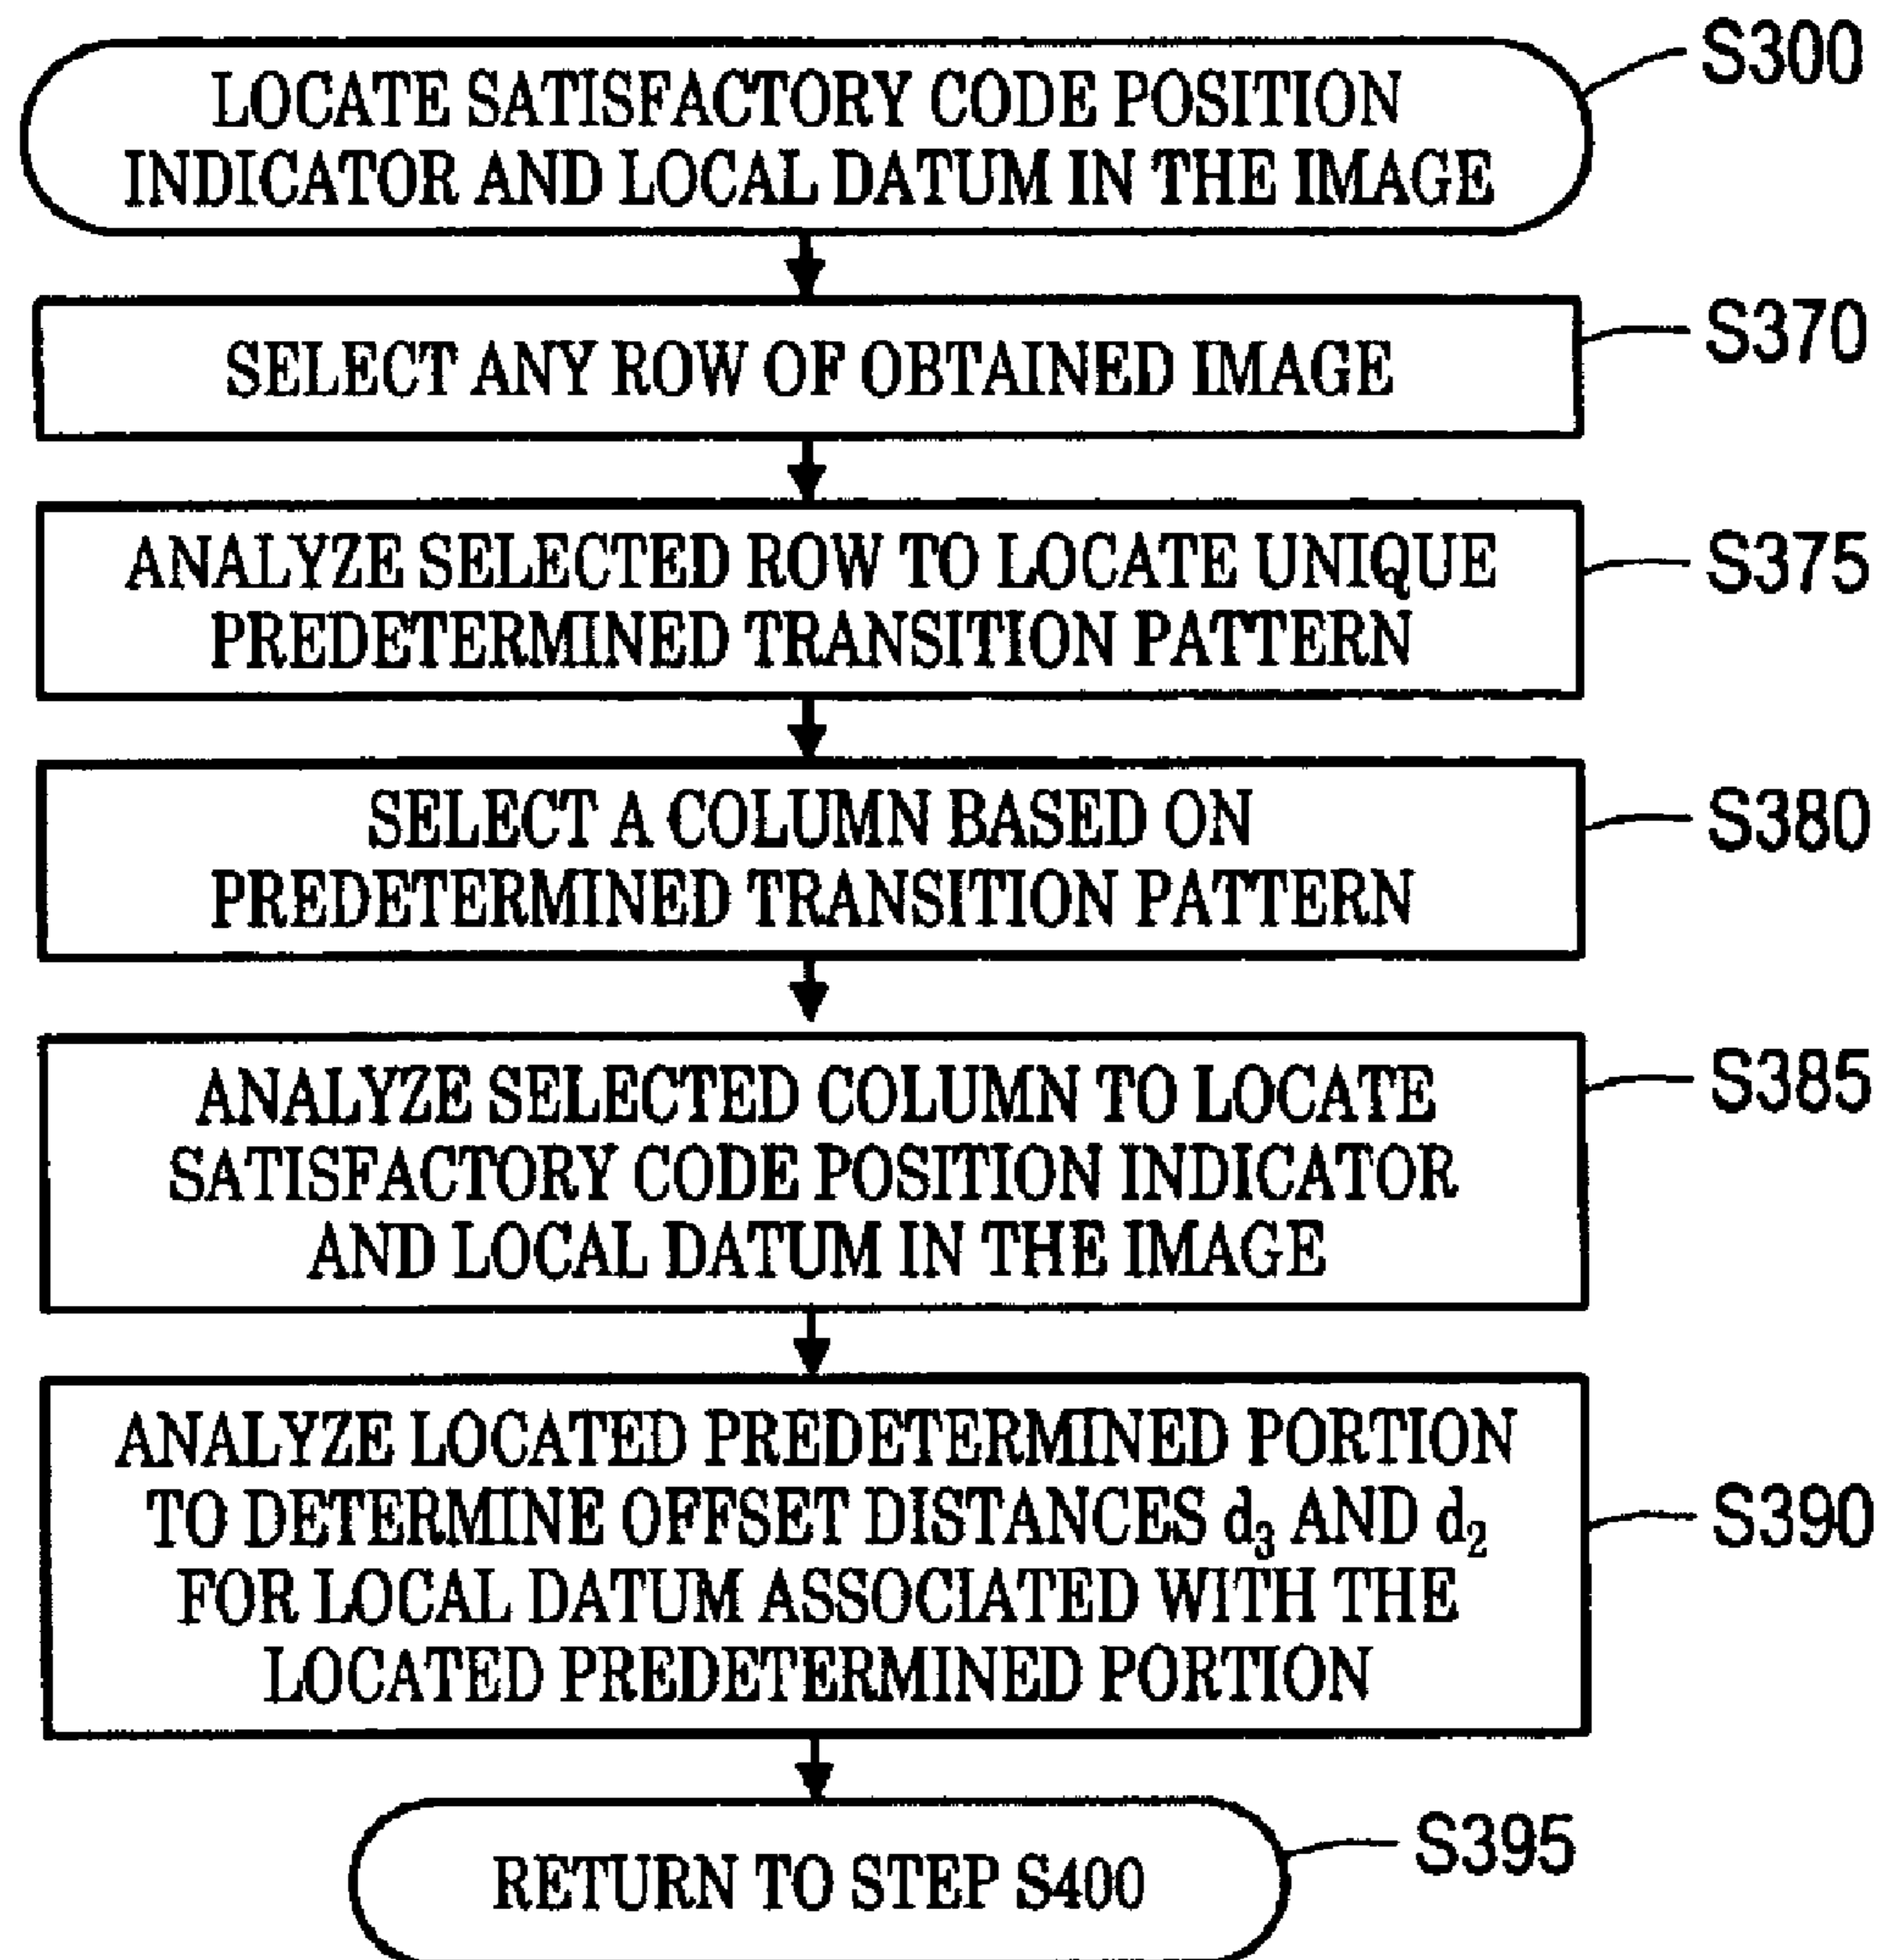 LOCATE SATISFACTORY CODE POSITION
INDICATOR AND LOCAL DATUM IN THE IMAGE
S300
SELECT ANY ROW OF OBTAINED IMAGE
S370
ANALYZE SELECTED ROW TO LOCATE UNIQUE
PREDETERMINED TRANSITION PATTERN
S375
SELECT A COLUMN BASED ON
PREDETERMINED TRANSITION PATTERN
S380
ANALYZE SELECTED COLUMN TO LOCATE
SATISFACTORY CODE POSITION INDICATOR
AND LOCAL DATUM IN THE IMAGE
S385
ANALYZE LOCATED PREDETERMINED PORTION
TO DETERMINE OFFSET DISTANCES d₃ AND d₂
FOR LOCAL DATUM ASSOCIATED WITH THE
LOCATED PREDETERMINED PORTION
S390
RETURN TO STEP S400
S395